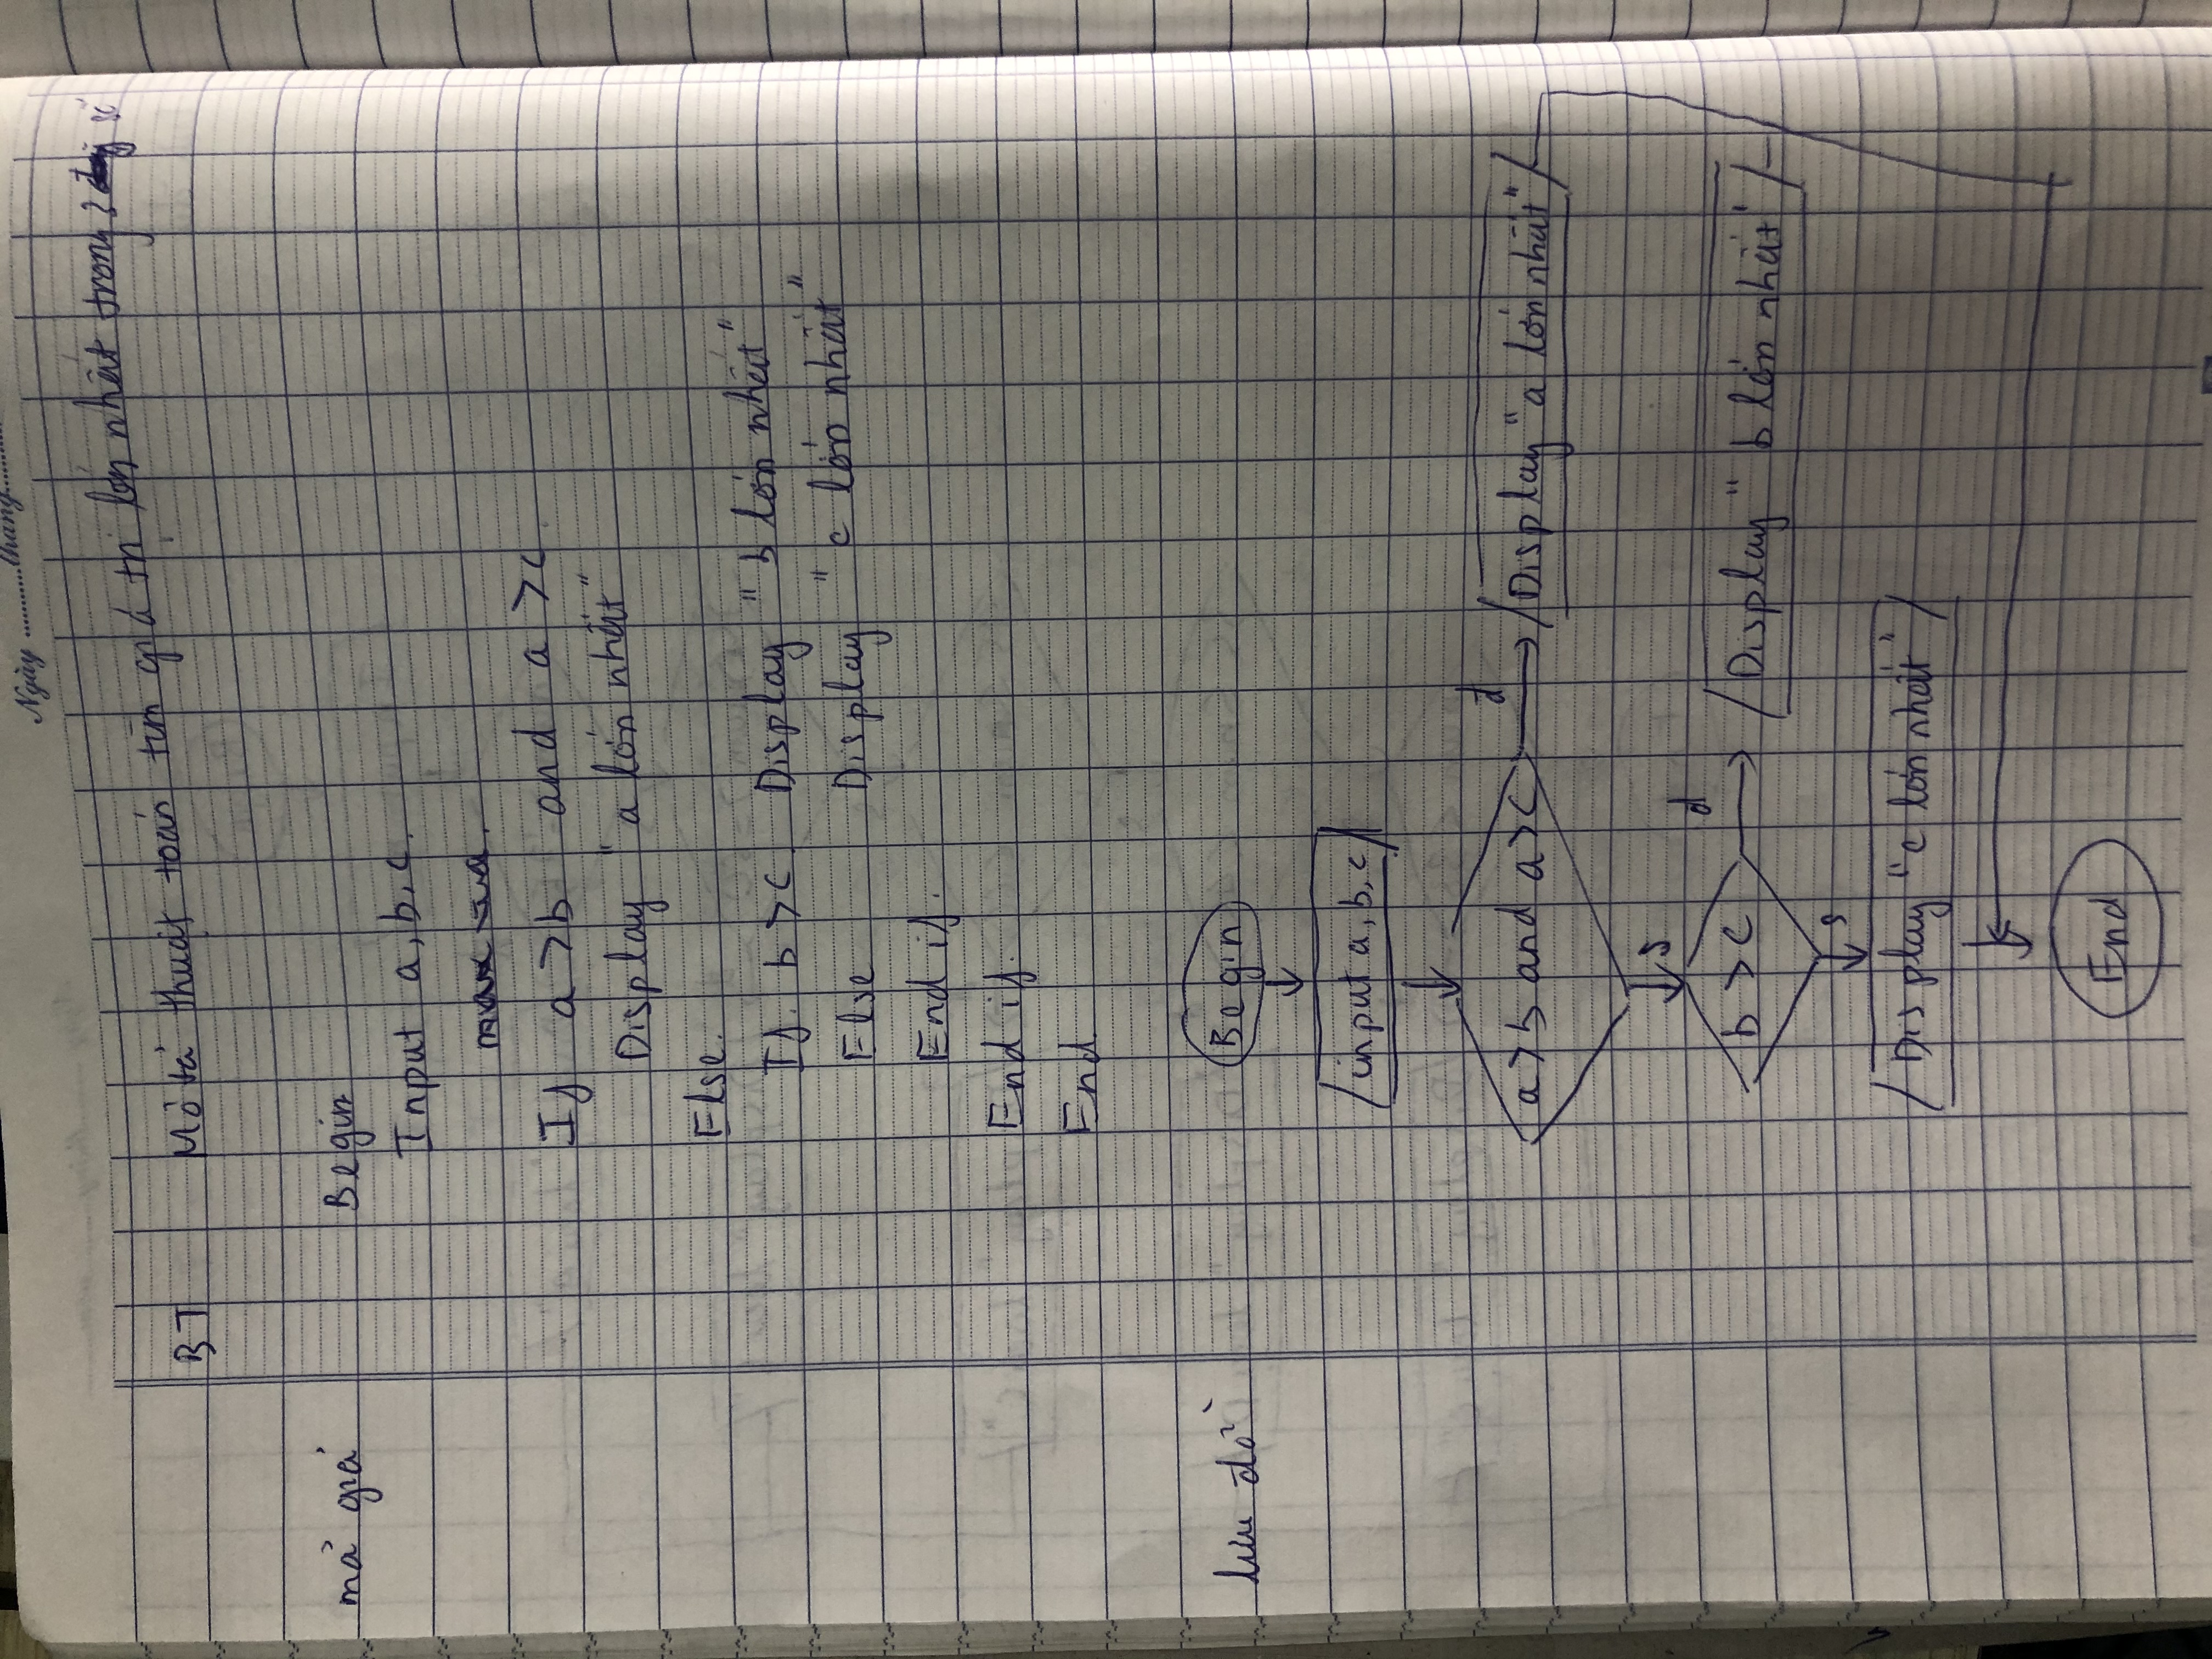 Ngày ...........tháng..........
BT Mô tả thuật toán tìm giá trị lớn nhất trong 3 số
mả giả Begin
Input a, b, c.
max = a.
If a > b and a > c.
Display "a lớn nhất"
Else.
If. b > c. Display "b lớn nhất"
Else Display "c lớn nhất"
End if.
End if.
End.
lưu đồ Begin
input a, b, c
a > b and a > c đ Display "a lớn nhất"
s
b > c đ Display "b lớn nhất"
s
Display "c lớn nhất"
End